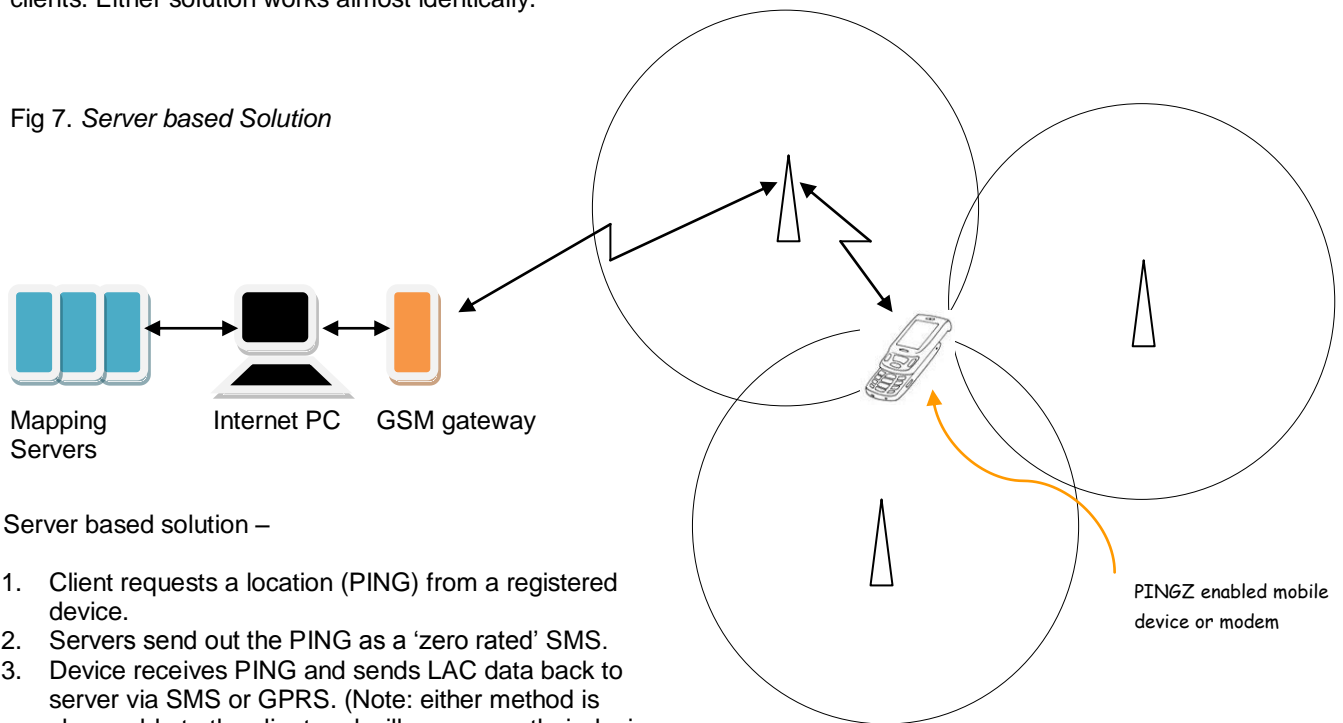 clients. Either solution works almost identically.
Fig 7. Server based Solution
Mapping Servers
Internet PC
GSM gateway
Server based solution –
1. Client requests a location (PING) from a registered
device.
2. Servers send out the PING as a ‘zero rated’ SMS.
3. Device receives PING and sends LAC data back to
server via SMS or GPRS. (Note: either method is
PINGZ enabled mobile
device or modem